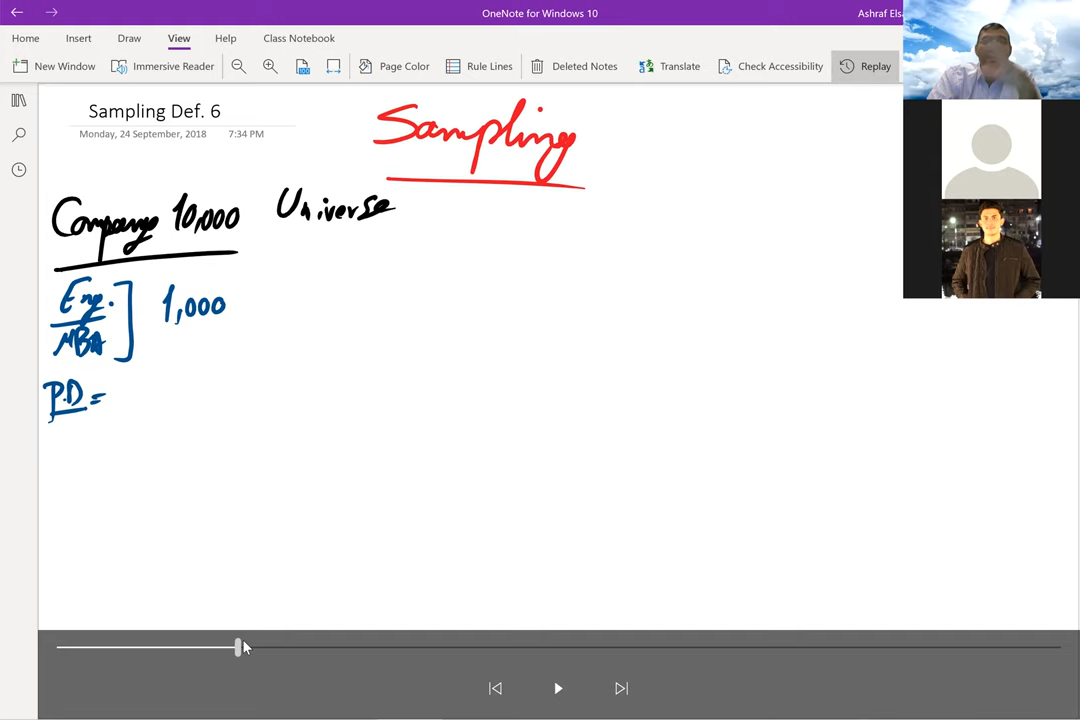 OneNote for Windows 10
Ashraf Elsa
Home Insert Draw View Help Class Notebook
New Window Immersive Reader Page Color Rule Lines Deleted Notes Translate Check Accessibility Replay
Sampling Def. 6
Monday, 24 September, 2018 7:34 PM
Sampling
Company 10,000 Universe
Eng.
MBA
1,000
P.D =